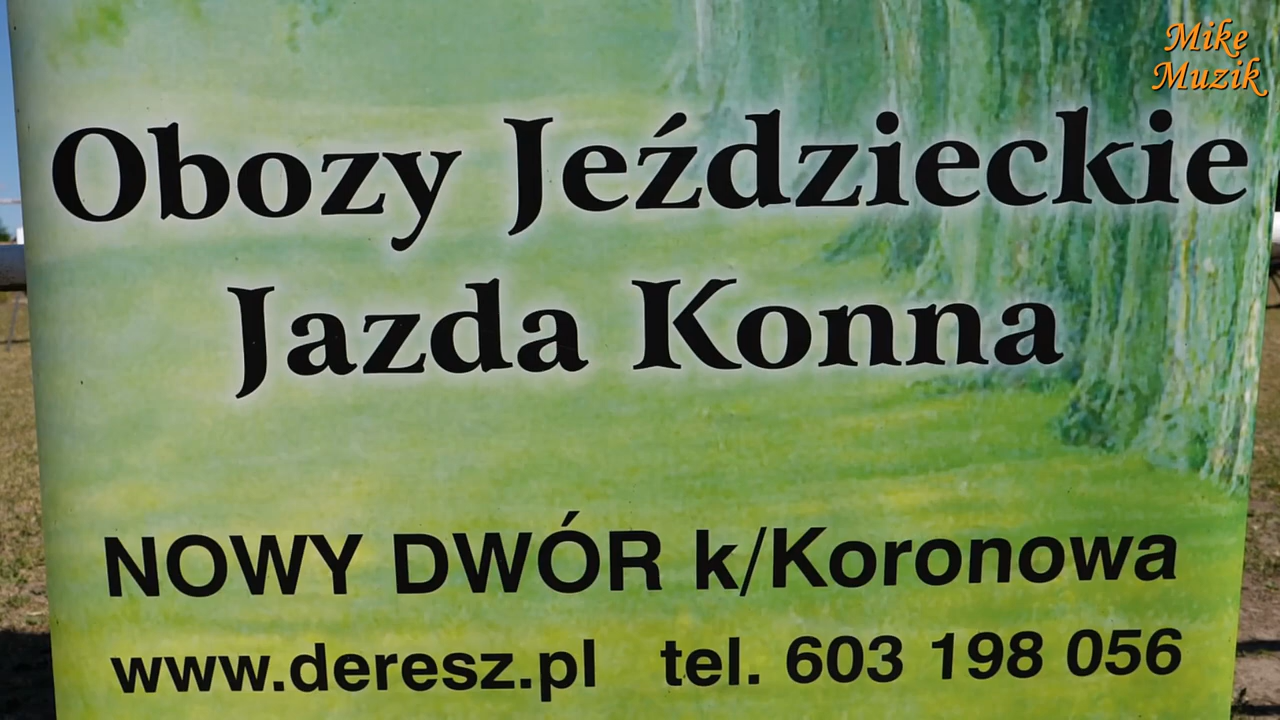 Mike
Muzik
Obozy Jeździeckie
Jazda Konna
NOWY DWÓR k/Koronowa
www.deresz.pl tel. 603 198 056